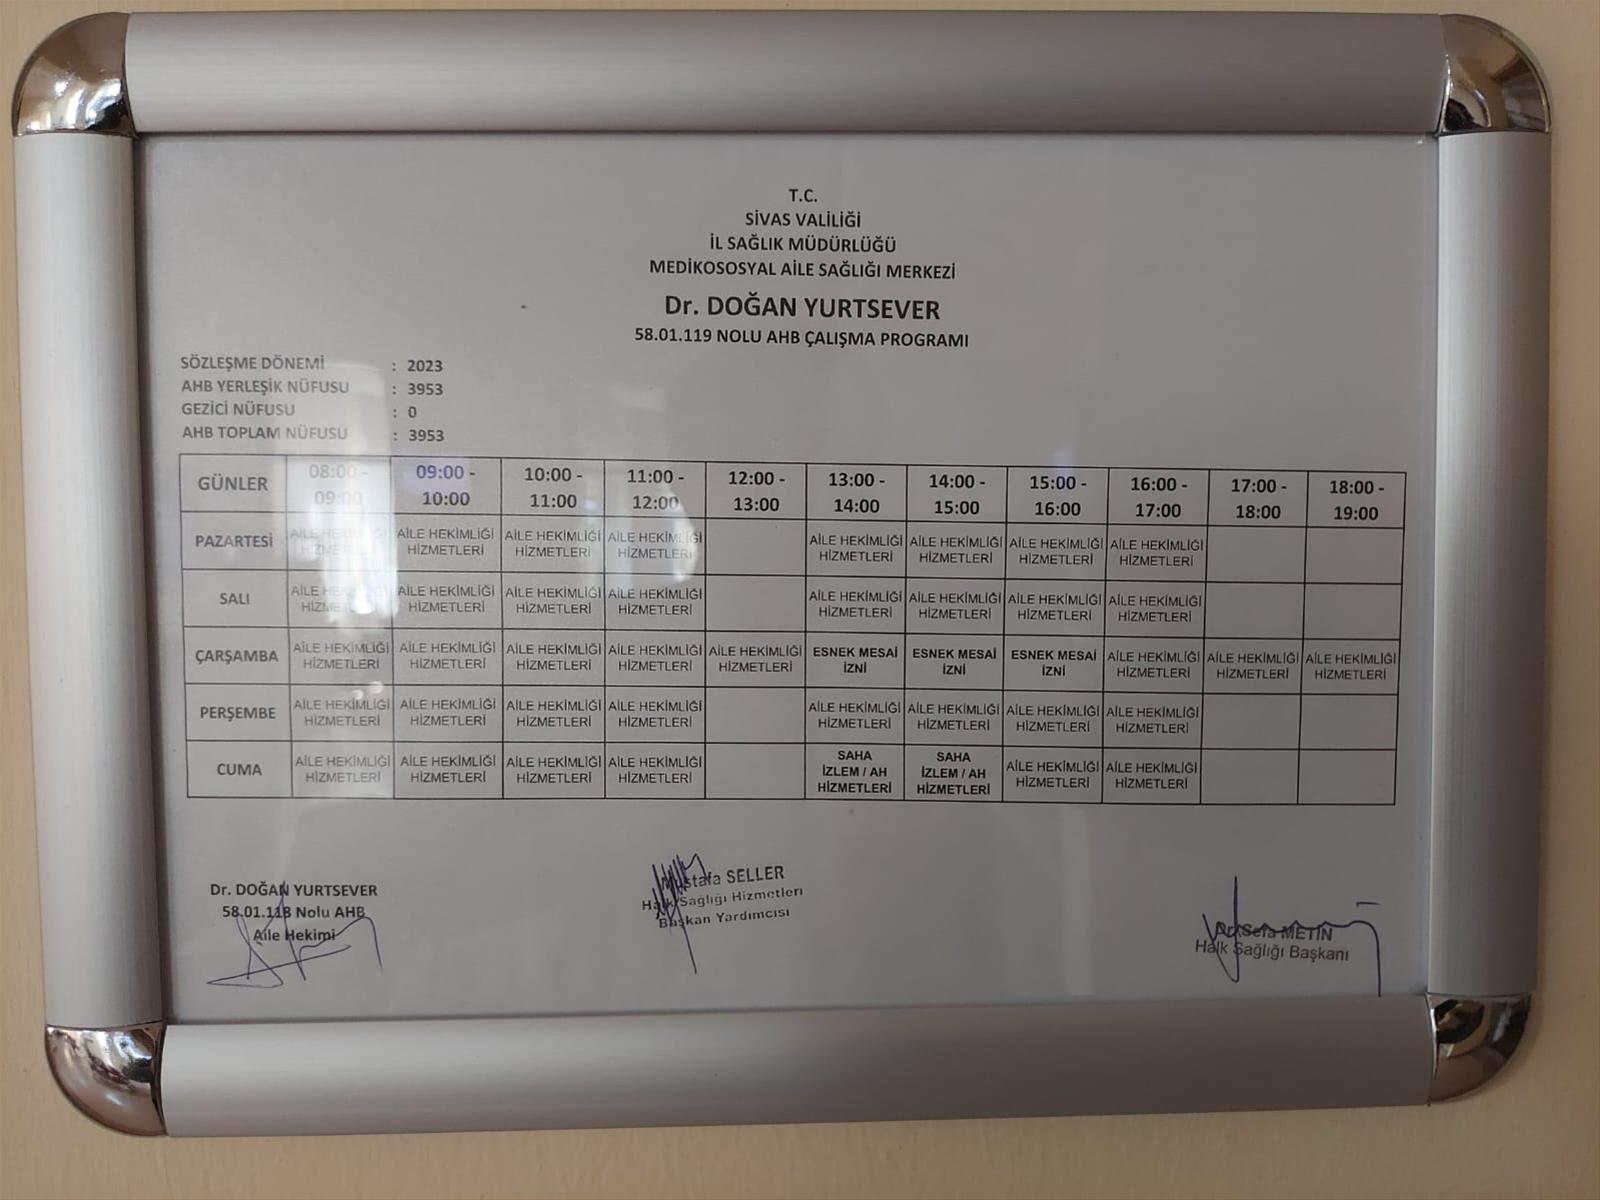 T.C.
SİVAS VALİLİĞİ
İL SAĞLIK MÜDÜRLÜĞÜ
MEDİKOSOSYAL AİLE SAĞLIĞI MERKEZİ
Dr. DOĞAN YURTSEVER
58.01.119 NOLU AHB ÇALIŞMA PROGRAMI
SÖZLEŞME DÖNEMİ : 2023
AHB YERLEŞİK NÜFUSU : 3953
GEZİCİ NÜFUSU : 0
AHB TOPLAM NÜFUSU : 3953
GÜNLER 08:00 - 09:00 09:00 - 10:00 10:00 - 11:00 11:00 - 12:00 12:00 - 13:00 13:00 - 14:00 14:00 - 15:00 15:00 - 16:00 16:00 - 17:00 17:00 - 18:00 18:00 - 19:00
PAZARTESİ AİLE HEKİMLİĞİ HİZMETLERİ AİLE HEKİMLİĞİ HİZMETLERİ AİLE HEKİMLİĞİ HİZMETLERİ AİLE HEKİMLİĞİ HİZMETLERİ AİLE HEKİMLİĞİ HİZMETLERİ AİLE HEKİMLİĞİ HİZMETLERİ AİLE HEKİMLİĞİ HİZMETLERİ AİLE HEKİMLİĞİ HİZMETLERİ
SALI AİLE HEKİMLİĞİ HİZMETLERİ AİLE HEKİMLİĞİ HİZMETLERİ AİLE HEKİMLİĞİ HİZMETLERİ AİLE HEKİMLİĞİ HİZMETLERİ AİLE HEKİMLİĞİ HİZMETLERİ AİLE HEKİMLİĞİ HİZMETLERİ AİLE HEKİMLİĞİ HİZMETLERİ AİLE HEKİMLİĞİ HİZMETLERİ
ÇARŞAMBA AİLE HEKİMLİĞİ HİZMETLERİ AİLE HEKİMLİĞİ HİZMETLERİ AİLE HEKİMLİĞİ HİZMETLERİ AİLE HEKİMLİĞİ HİZMETLERİ AİLE HEKİMLİĞİ HİZMETLERİ ESNEK MESAİ İZNİ ESNEK MESAİ İZNİ ESNEK MESAİ İZNİ AİLE HEKİMLİĞİ HİZMETLERİ AİLE HEKİMLİĞİ HİZMETLERİ AİLE HEKİMLİĞİ HİZMETLERİ
PERŞEMBE AİLE HEKİMLİĞİ HİZMETLERİ AİLE HEKİMLİĞİ HİZMETLERİ AİLE HEKİMLİĞİ HİZMETLERİ AİLE HEKİMLİĞİ HİZMETLERİ AİLE HEKİMLİĞİ HİZMETLERİ AİLE HEKİMLİĞİ HİZMETLERİ AİLE HEKİMLİĞİ HİZMETLERİ AİLE HEKİMLİĞİ HİZMETLERİ
CUMA AİLE HEKİMLİĞİ HİZMETLERİ AİLE HEKİMLİĞİ HİZMETLERİ AİLE HEKİMLİĞİ HİZMETLERİ AİLE HEKİMLİĞİ HİZMETLERİ SAHA İZLEM / AH HİZMETLERİ SAHA İZLEM / AH HİZMETLERİ AİLE HEKİMLİĞİ HİZMETLERİ AİLE HEKİMLİĞİ HİZMETLERİ
Dr. DOĞAN YURTSEVER
58.01.118 Nolu AHB
Aile Hekimi
Mustafa SELLER
Halk Sağlığı Hizmetleri
Başkan Yardımcısı
Sefa METİN
Halk Sağlığı Başkanı